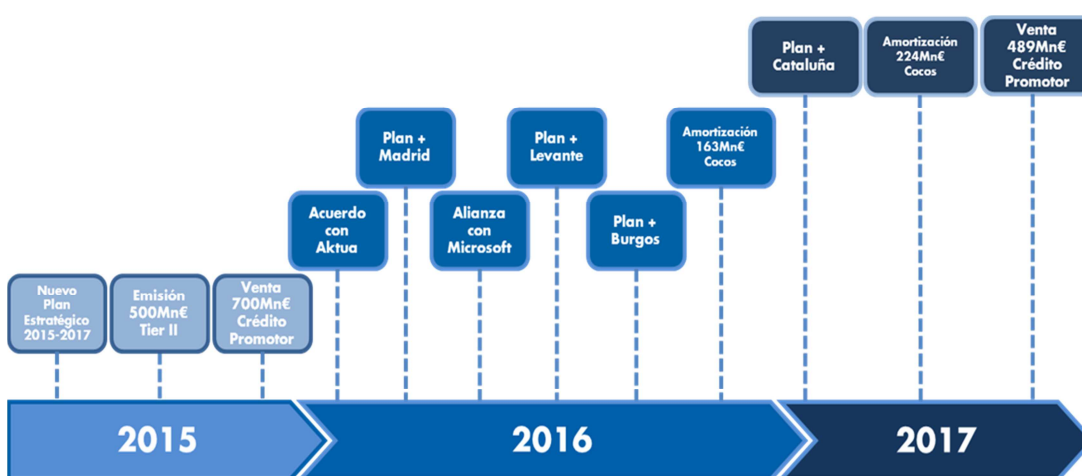 Nuevo
Plan
Estratégico
2015-2017
Emisión
500Mn€
Tier II
Venta
700Mn€
Crédito
Promotor
Acuerdo
con
Aktua
Plan +
Madrid
Alianza
con
Microsoft
Plan +
Levante
Plan +
Burgos
Amortización
163Mn€
Cocos
Plan +
Cataluña
Amortización
224Mn€
Cocos
Venta
489Mn€
Crédito
Promotor
2015
2016
2017